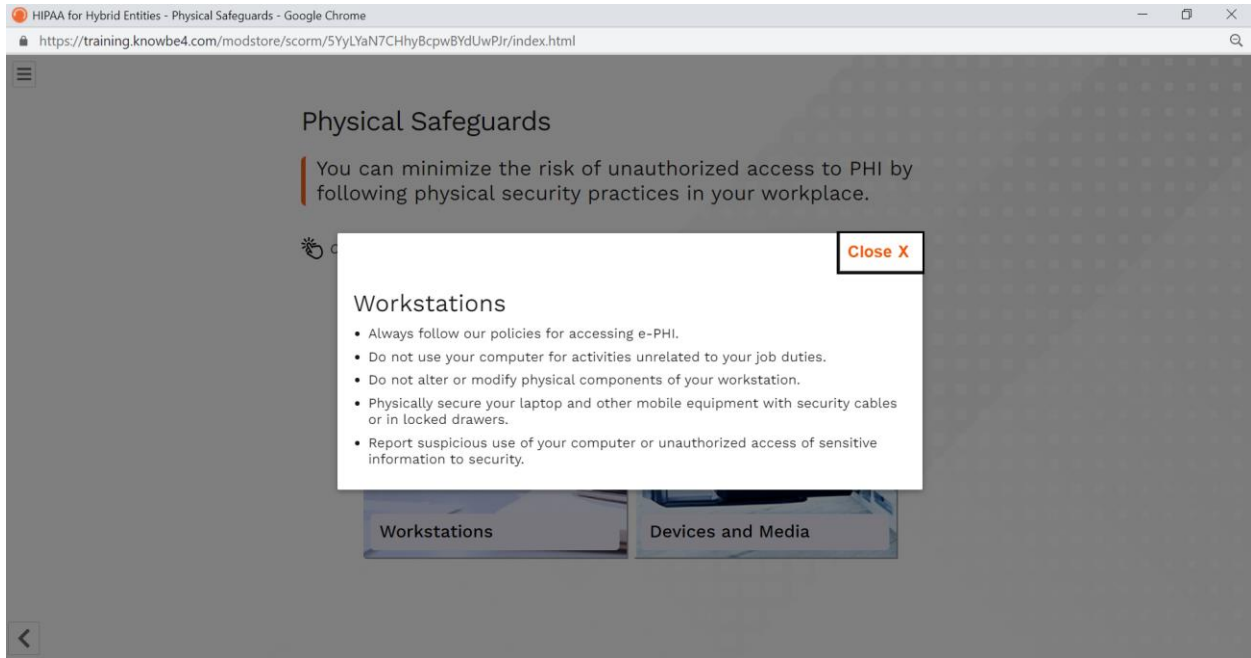 HIPAA for Hybrid Entities - Physical Safeguards - Google Chrome
https://training.knowbe4.com/modstore/scorm/5YyLYaN7CHhyBcpwBYdUwPJr/index.html
Physical Safeguards
You can minimize the risk of unauthorized access to PHI by
following physical security practices in your workplace.
Close X
Workstations
• Always follow our policies for accessing e-PHI.
• Do not use your computer for activities unrelated to your job duties.
• Do not alter or modify physical components of your workstation.
• Physically secure your laptop and other mobile equipment with security cables
or in locked drawers.
• Report suspicious use of your computer or unauthorized access of sensitive
information to security.
Workstations
Devices and Media